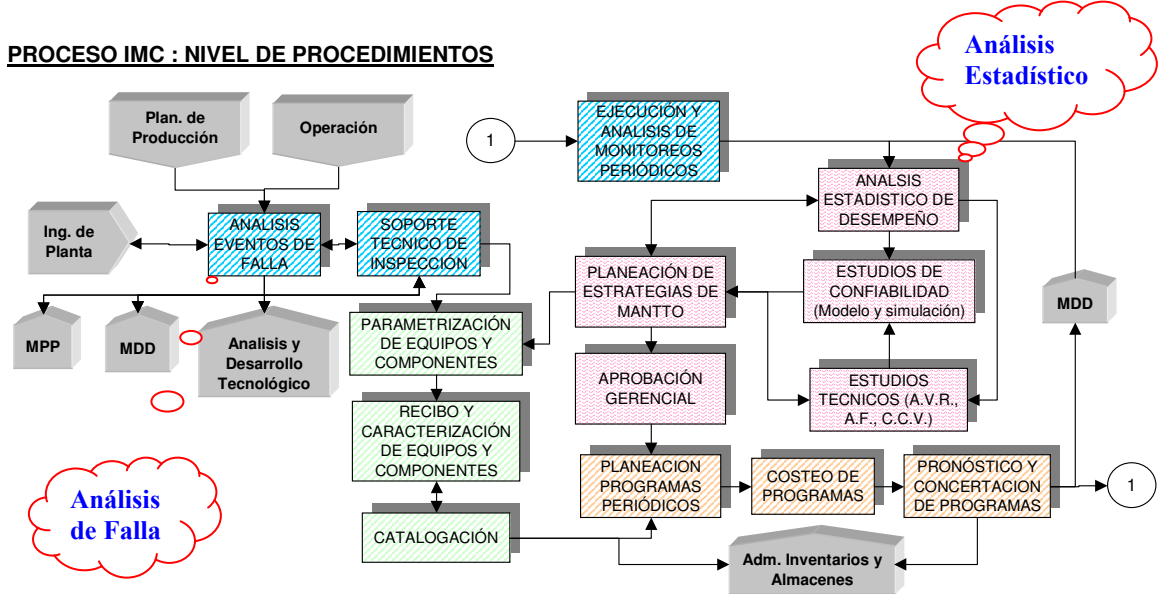 PROCESO IMC : NIVEL DE PROCEDIMIENTOS
Análisis
Estadístico
Plan. de
Producción
Operación
1
EJECUCIÓN Y
ANALISIS DE
MONITOREOS
PERIÓDICOS
ANALSIS
ESTADISTICO DE
DESEMPEÑO
Ing. de
Planta
ANALISIS
EVENTOS DE
FALLA
SOPORTE
TECNICO DE
INSPECCIÓN
PLANEACIÓN DE
ESTRATEGIAS DE
MANTTO
ESTUDIOS DE
CONFIABILIDAD
(Modelo y simulación)
MDD
MPP
MDD
Analisis y
Desarrollo
Tecnológico
PARAMETRIZACIÓN
DE EQUIPOS Y
COMPONENTES
APROBACIÓN
GERENCIAL
ESTUDIOS
TECNICOS (A.V.R.,
A.F., C.C.V.)
RECIBO Y
CARACTERIZACIÓN
DE EQUIPOS Y
COMPONENTES
PLANEACION
PROGRAMAS
PERIÓDICOS
COSTEO DE
PROGRAMAS
PRONÓSTICO Y
CONCERTACION
DE PROGRAMAS
1
Análisis
de Falla
CATALOGACIÓN
Adm. Inventarios y
Almacenes